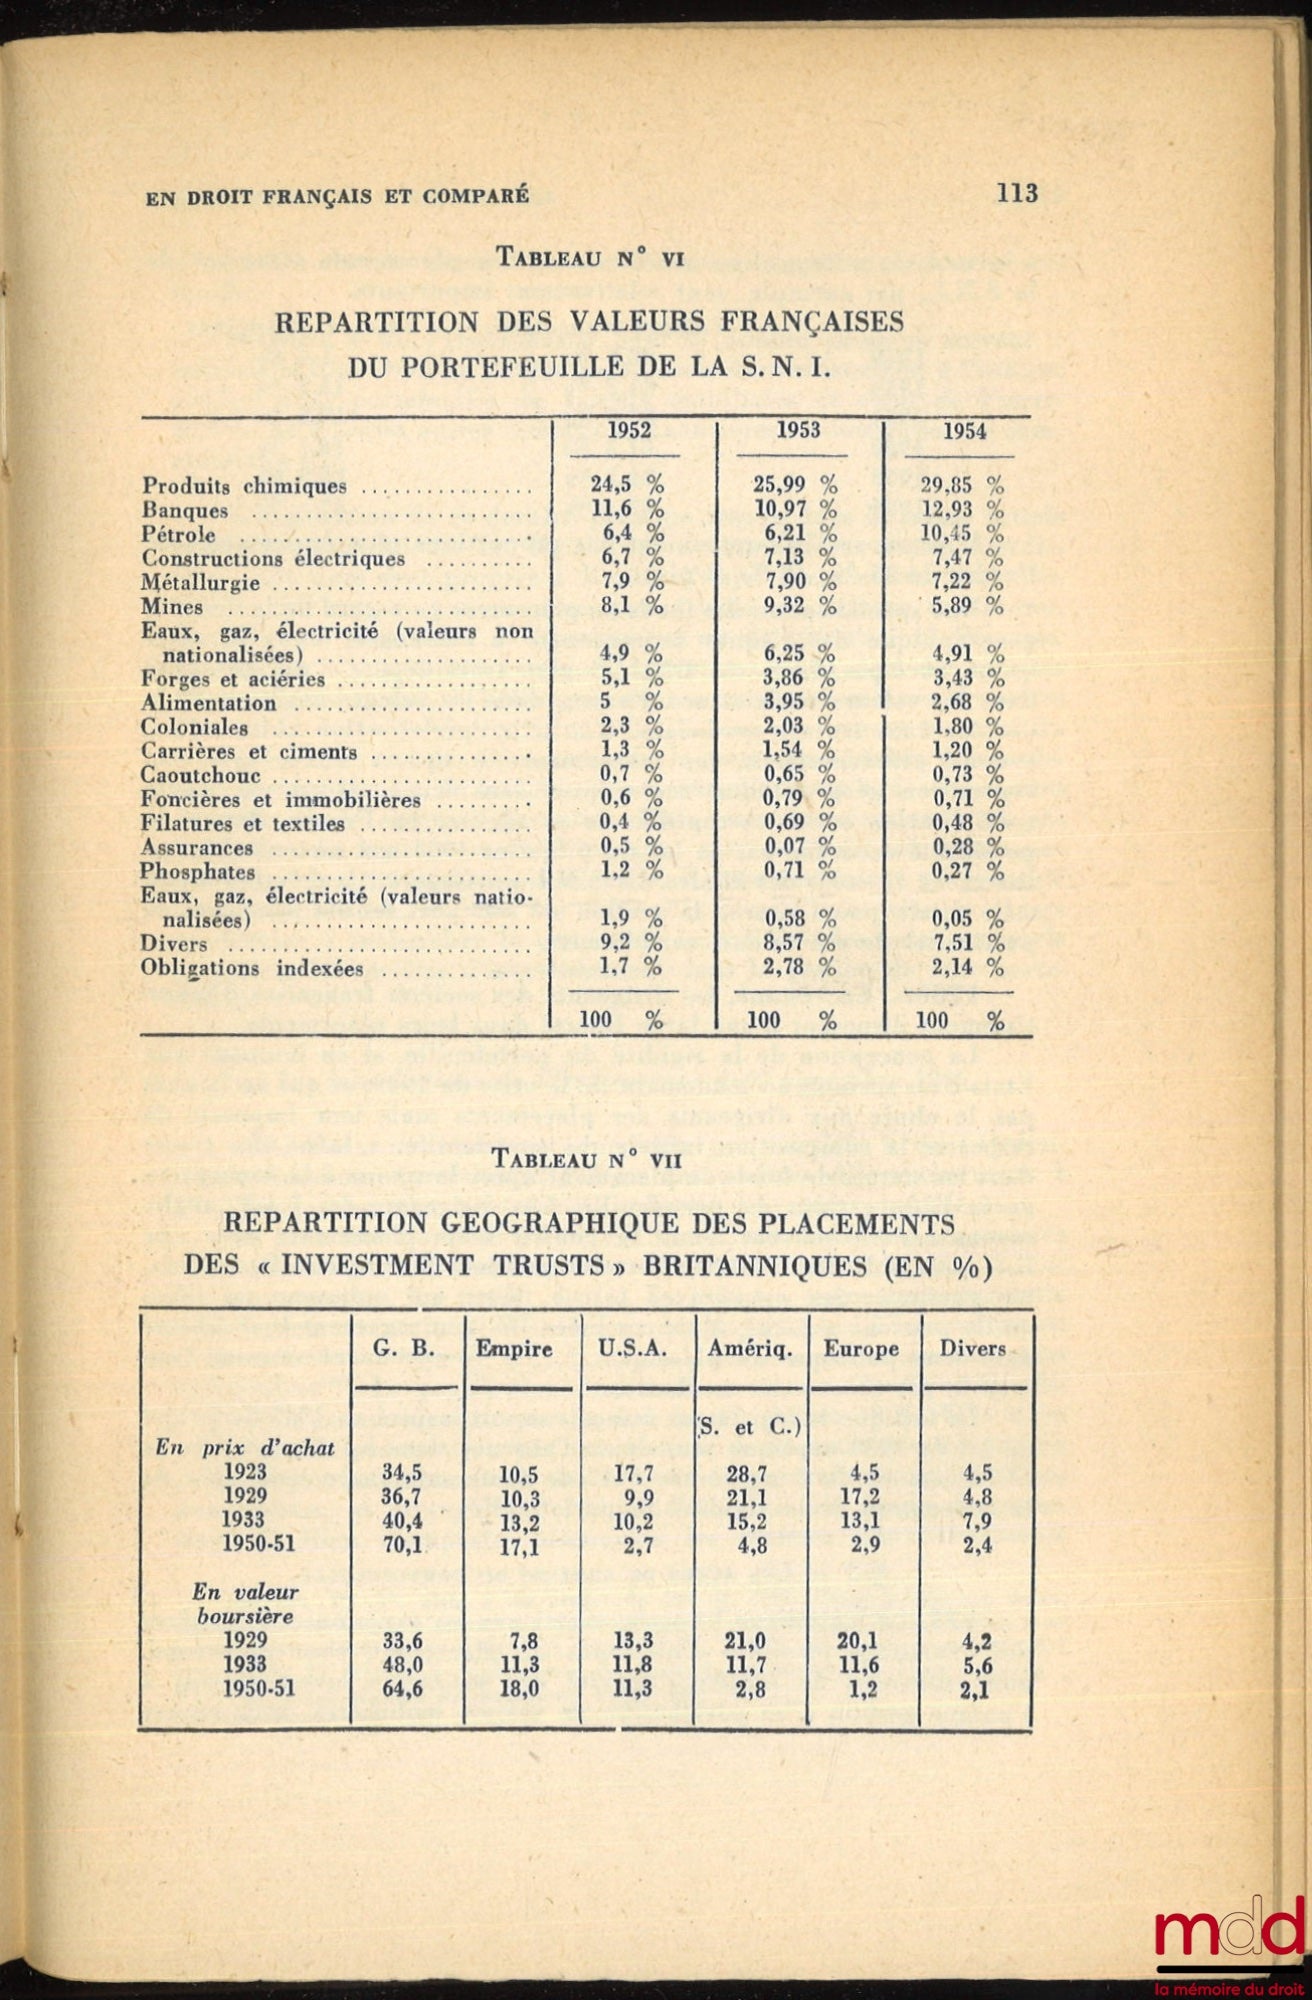 EN DROIT FRANÇAIS ET COMPARÉ 113
TABLEAU N° VI
REPARTITION DES VALEURS FRANÇAISES
DU PORTEFEUILLE DE LA S. N. I.
1952 1953 1954
Produits chimiques ................ 24,5 % 25,99 % 29,85 %
Banques .......................... 11,6 % 10,97 % 12,93 %
Pétrole ........................... 6,4 % 6,21 % 10,45 %
Constructions électriques .......... 6,7 % 7,13 % 7,47 %
Métallurgie ........................ 7,9 % 7,90 % 7,22 %
Mines ............................ 8,1 % 9,32 % 5,89 %
Eaux, gaz, électricité (valeurs non
nationalisées) .................... 4,9 % 6,25 % 4,91 %
Forges et aciéries .................. 5,1 % 3,86 % 3,43 %
Alimentation ...................... 5 % 3,95 % 2,68 %
Coloniales ........................ 2,3 % 2,03 % 1,80 %
Carrières et ciments ............... 1,3 % 1,54 % 1,20 %
Caoutchouc ........................ 0,7 % 0,65 % 0,73 %
Foncières et immobilières ......... 0,6 % 0,79 % 0,71 %
Filatures et textiles ................ 0,4 % 0,69 % 0,48 %
Assurances ........................ 0,5 % 0,07 % 0,28 %
Phosphates ........................ 1,2 % 0,71 % 0,27 %
Eaux, gaz, électricité (valeurs natio-
nalisées) ........................ 1,9 % 0,58 % 0,05 %
Divers ............................ 9,2 % 8,57 % 7,51 %
Obligations indexées .............. 1,7 % 2,78 % 2,14 %
100 % 100 % 100 %
TABLEAU N° VII
REPARTITION GEOGRAPHIQUE DES PLACEMENTS
DES « INVESTMENT TRUSTS » BRITANNIQUES (EN %)
G. B. Empire U.S.A. Amériq. Europe Divers
(S. et C.)
En prix d'achat
1923 34,5 10,5 17,7 28,7 4,5 4,5
1929 36,7 10,3 9,9 21,1 17,2 4,8
1933 40,4 13,2 10,2 15,2 13,1 7,9
1950-51 70,1 17,1 2,7 4,8 2,9 2,4
En valeur
boursière
1929 33,6 7,8 13,3 21,0 20,1 4,2
1933 48,0 11,3 11,8 11,7 11,6 5,6
1950-51 64,6 18,0 11,3 2,8 1,2 2,1
mdd
la mémoire du droit